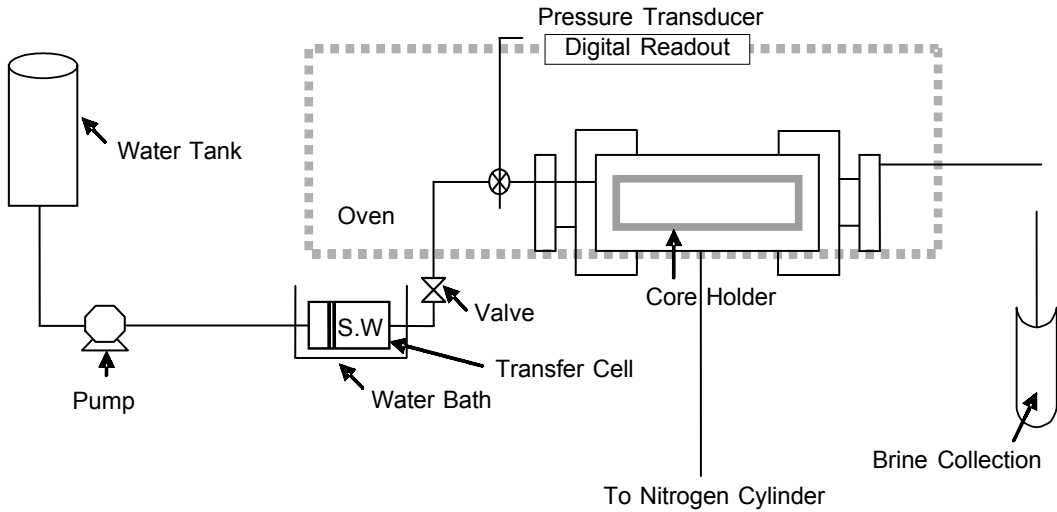 Pressure Transducer
Digital Readout
Water Tank
Oven
Core Holder
Valve
S.W
Transfer Cell
Water Bath
Pump
Brine Collection
To Nitrogen Cylinder